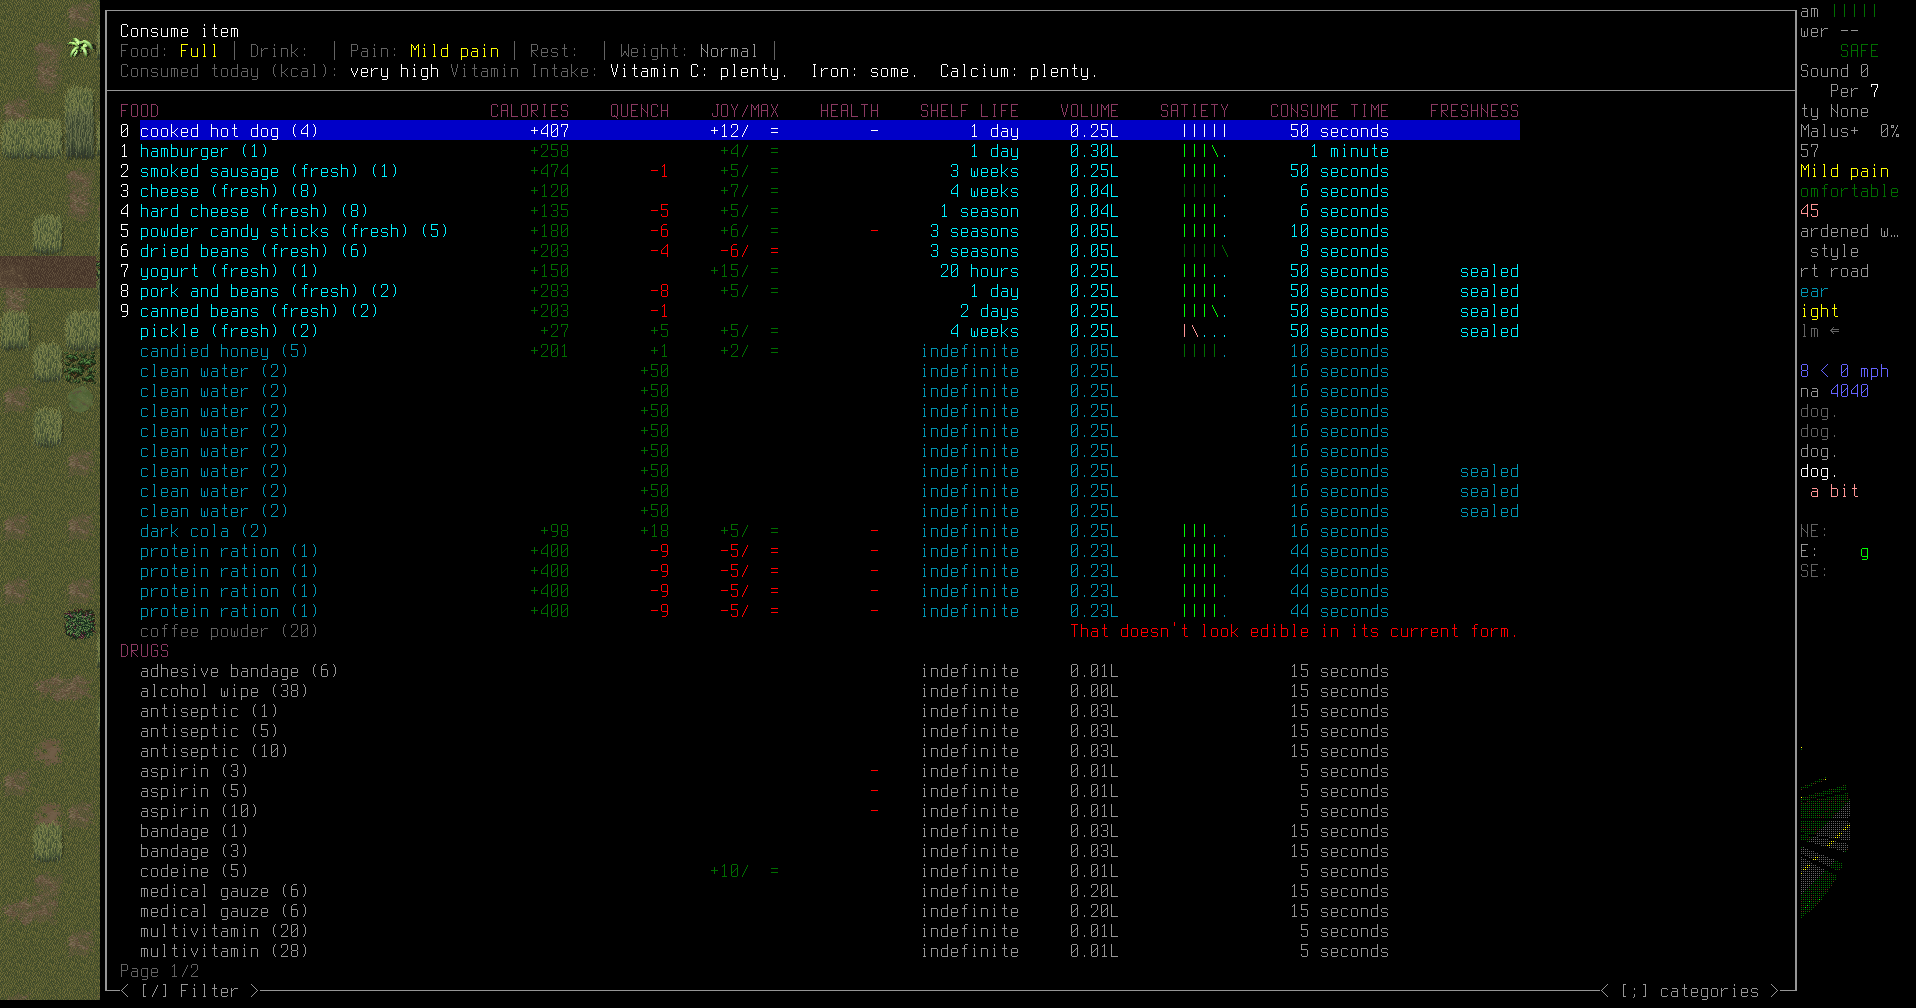 Consume item
Food: Full | Drink:  | Pain: Mild pain | Rest:  | Weight: Normal |
Consumed today (kcal): very high Vitamin Intake: Vitamin C: plenty.  Iron: some.  Calcium: plenty.
FOOD CALORIES QUENCH JOY/MAX HEALTH SHELF LIFE VOLUME SATIETY CONSUME TIME FRESHNESS
0 cooked hot dog (4) +407 +12/ = - 1 day 0.25L ||||| 50 seconds
1 hamburger (1) +258 +4/ = 1 day 0.30L |||\. 1 minute
2 smoked sausage (fresh) (1) +474 -1 +5/ = 3 weeks 0.25L ||||. 50 seconds
3 cheese (fresh) (8) +120 +7/ = 4 weeks 0.04L ||||. 6 seconds
4 hard cheese (fresh) (8) +135 -5 +5/ = 1 season 0.04L ||||. 6 seconds
5 powder candy sticks (fresh) (5) +180 -6 +6/ = - 3 seasons 0.05L ||||. 10 seconds
6 dried beans (fresh) (6) +203 -4 -6/ = 3 seasons 0.05L ||||\ 8 seconds
7 yogurt (fresh) (1) +150 +15/ = 20 hours 0.25L |||.. 50 seconds sealed
8 pork and beans (fresh) (2) +283 -8 +5/ = 1 day 0.25L ||||. 50 seconds sealed
9 canned beans (fresh) (2) +203 -1 2 days 0.25L |||\. 50 seconds sealed
pickle (fresh) (2) +27 +5 +5/ = 4 weeks 0.25L |\... 50 seconds sealed
candied honey (5) +201 +1 +2/ = indefinite 0.05L ||||. 10 seconds
clean water (2) +50 indefinite 0.25L 16 seconds
clean water (2) +50 indefinite 0.25L 16 seconds
clean water (2) +50 indefinite 0.25L 16 seconds
clean water (2) +50 indefinite 0.25L 16 seconds
clean water (2) +50 indefinite 0.25L 16 seconds
clean water (2) +50 indefinite 0.25L 16 seconds sealed
clean water (2) +50 indefinite 0.25L 16 seconds sealed
clean water (2) +50 indefinite 0.25L 16 seconds sealed
dark cola (2) +98 +18 +5/ = - indefinite 0.25L |||.. 16 seconds
protein ration (1) +400 -9 -5/ = - indefinite 0.23L ||||. 44 seconds
protein ration (1) +400 -9 -5/ = - indefinite 0.23L ||||. 44 seconds
protein ration (1) +400 -9 -5/ = - indefinite 0.23L ||||. 44 seconds
protein ration (1) +400 -9 -5/ = - indefinite 0.23L ||||. 44 seconds
coffee powder (20) That doesn't look edible in its current form.
DRUGS
adhesive bandage (6) indefinite 0.01L 15 seconds
alcohol wipe (38) indefinite 0.00L 15 seconds
antiseptic (1) indefinite 0.03L 15 seconds
antiseptic (5) indefinite 0.03L 15 seconds
antiseptic (10) indefinite 0.03L 15 seconds
aspirin (3) - indefinite 0.01L 5 seconds
aspirin (5) - indefinite 0.01L 5 seconds
aspirin (10) - indefinite 0.01L 5 seconds
bandage (1) indefinite 0.03L 15 seconds
bandage (3) indefinite 0.03L 15 seconds
codeine (5) +10/ = indefinite 0.01L 5 seconds
medical gauze (6) indefinite 0.20L 15 seconds
medical gauze (6) indefinite 0.20L 15 seconds
multivitamin (20) indefinite 0.01L 5 seconds
multivitamin (28) indefinite 0.01L 5 seconds
Page 1/2
< [/] Filter >
< [;] categories >
am |||||
wer --
SAFE
Sound 0
Per 7
ty None
Malus+ 0%
57
Mild pain
omfortable
45
ardened w…
style
rt road
ear
ight
lm ⇐
8 < 0 mph
na 4040
dog.
dog.
dog.
dog.
a bit
NE:
E: g
SE: